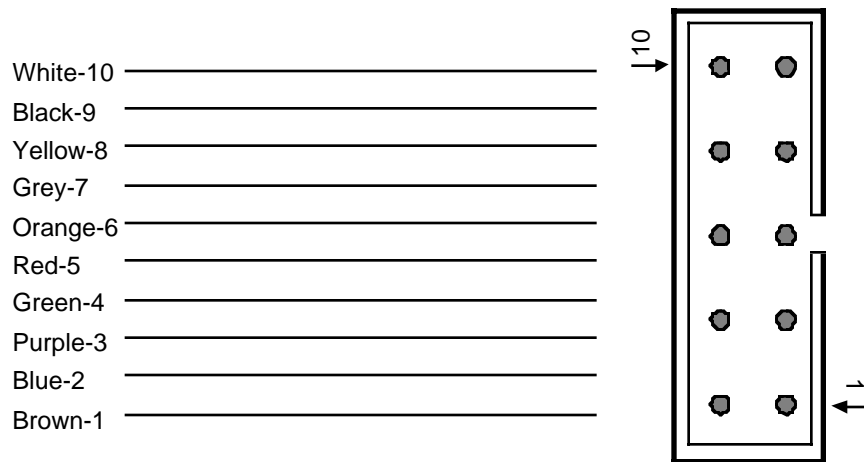 White-10
Black-9
Yellow-8
Grey-7
Orange-6
Red-5
Green-4
Purple-3
Blue-2
Brown-1
10
1